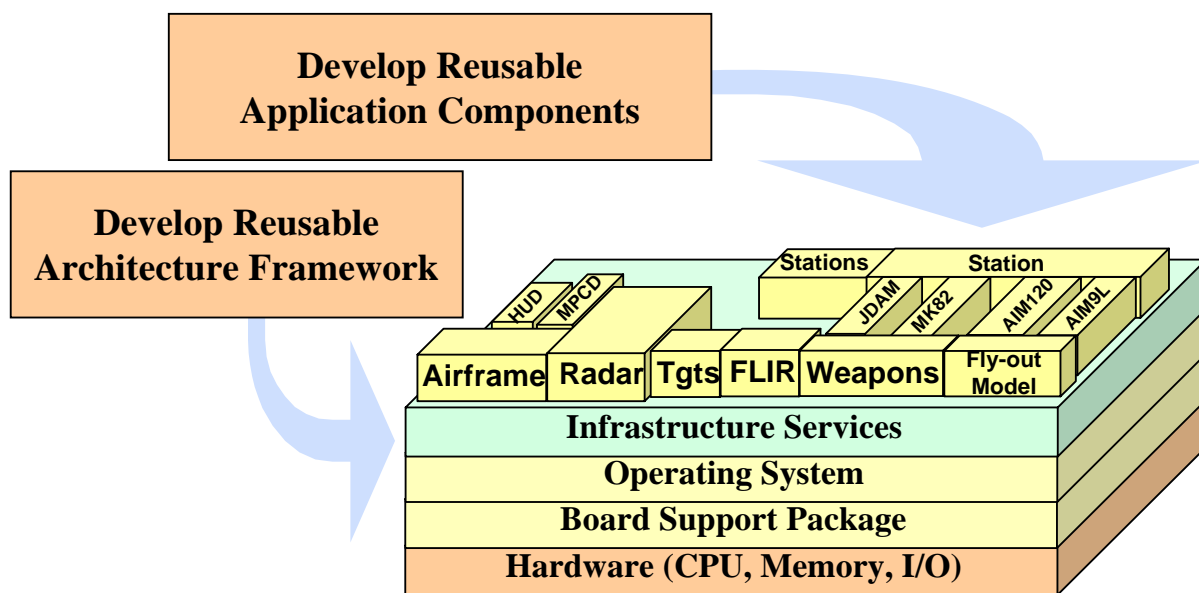 Develop Reusable
Application Components
Develop Reusable
Architecture Framework
Stations
Station
HUD
MPCD
JDAM
MK82
AIM120
AIM9L
Airframe
Radar
Tgts
FLIR
Weapons
Fly-out
Model
Infrastructure Services
Operating System
Board Support Package
Hardware (CPU, Memory, I/O)